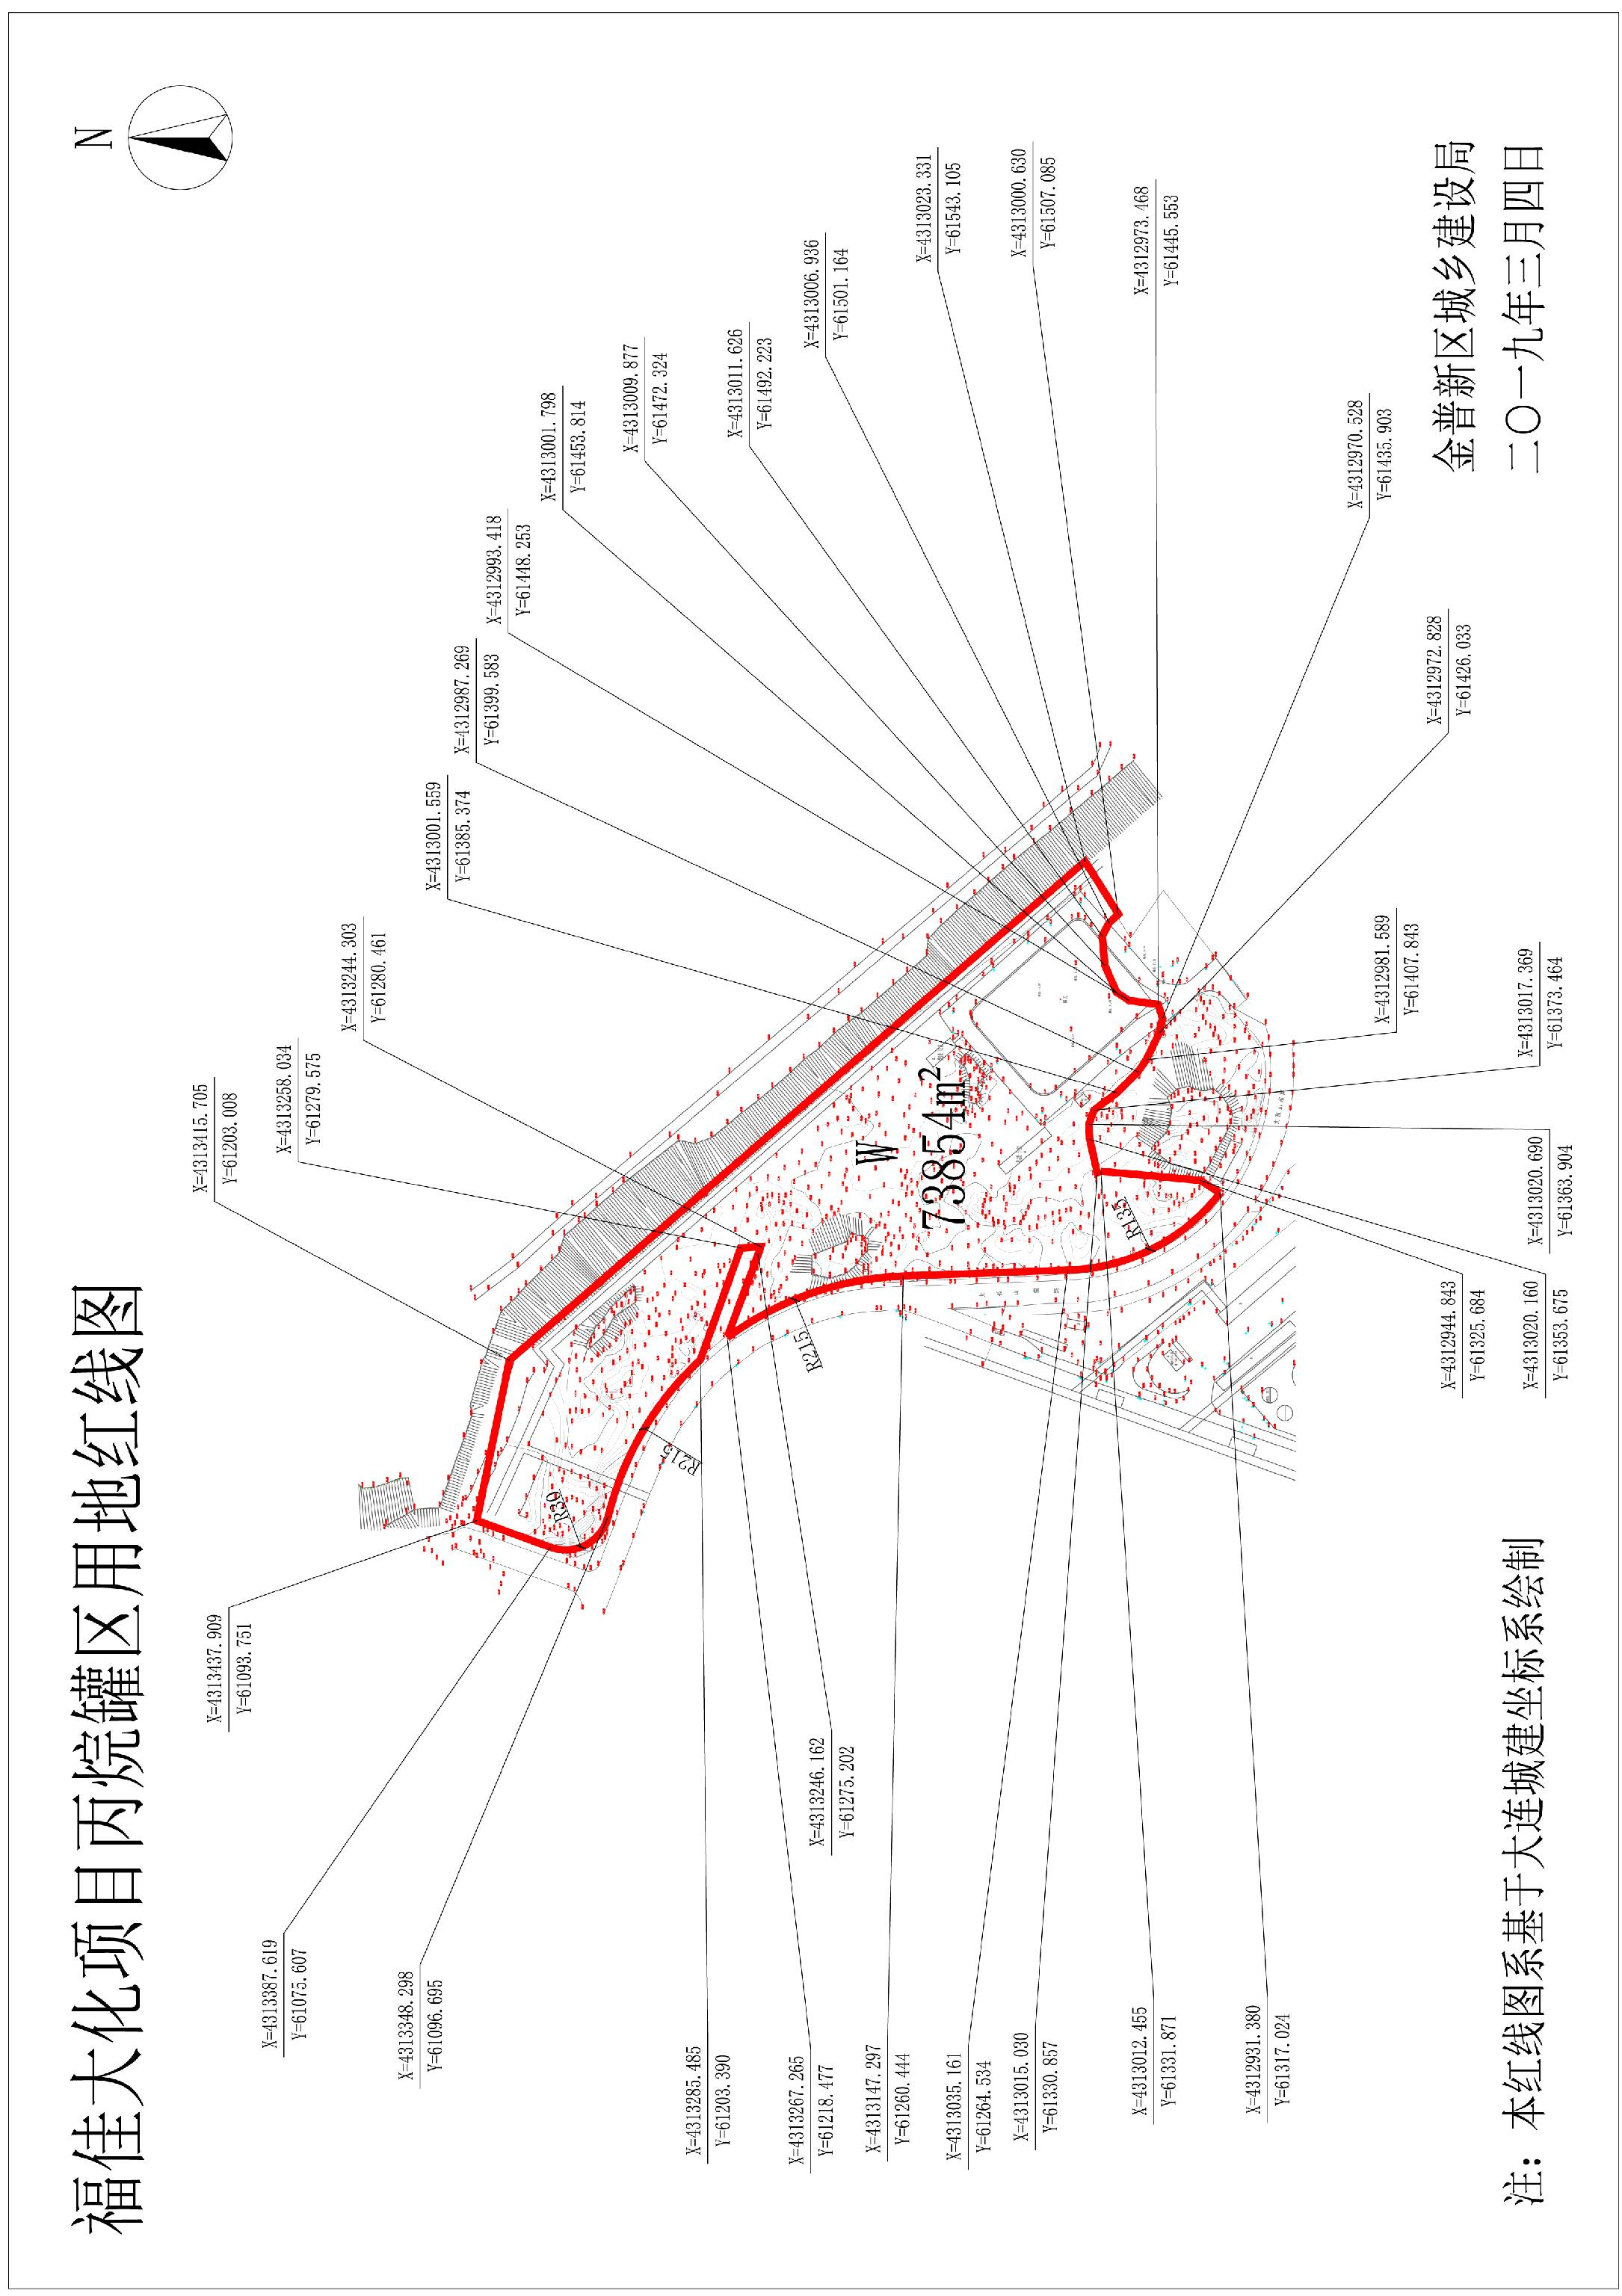 福佳大化项目丙烷罐区用地红线图
N
X=4313437.909
Y=61093.751
X=4313415.705
Y=61203.008
X=4313258.034
Y=61279.575
X=4313244.303
Y=61280.461
X=4313001.559
Y=61385.374
X=4312987.269
Y=61399.583
X=4312993.418
Y=61448.253
X=4313001.798
Y=61453.814
X=4313009.877
Y=61472.324
X=4313011.626
Y=61492.223
X=4313006.936
Y=61501.164
X=4313023.331
Y=61543.105
X=4313000.630
Y=61507.085
X=4312973.468
Y=61445.553
X=4313387.619
Y=61075.607
X=4313348.298
Y=61096.695
X=4313285.485
Y=61203.390
X=4313267.265
Y=61218.477
X=4313246.162
Y=61275.202
X=4313147.297
Y=61260.444
X=4313035.161
Y=61264.534
X=4313015.030
Y=61330.857
X=4313012.455
Y=61331.871
X=4312931.380
Y=61317.024
R30
R215
R215
W
73854m²
R135
X=4312944.843
Y=61325.684
X=4313020.160
Y=61353.675
X=4313020.690
Y=61363.904
X=4313017.369
Y=61373.464
X=4312981.589
Y=61407.843
X=4312972.828
Y=61426.033
X=4312970.528
Y=61435.903
注：本红线图系基于大连城建坐标系绘制
金普新区城乡建设局
二〇一九年三月四日